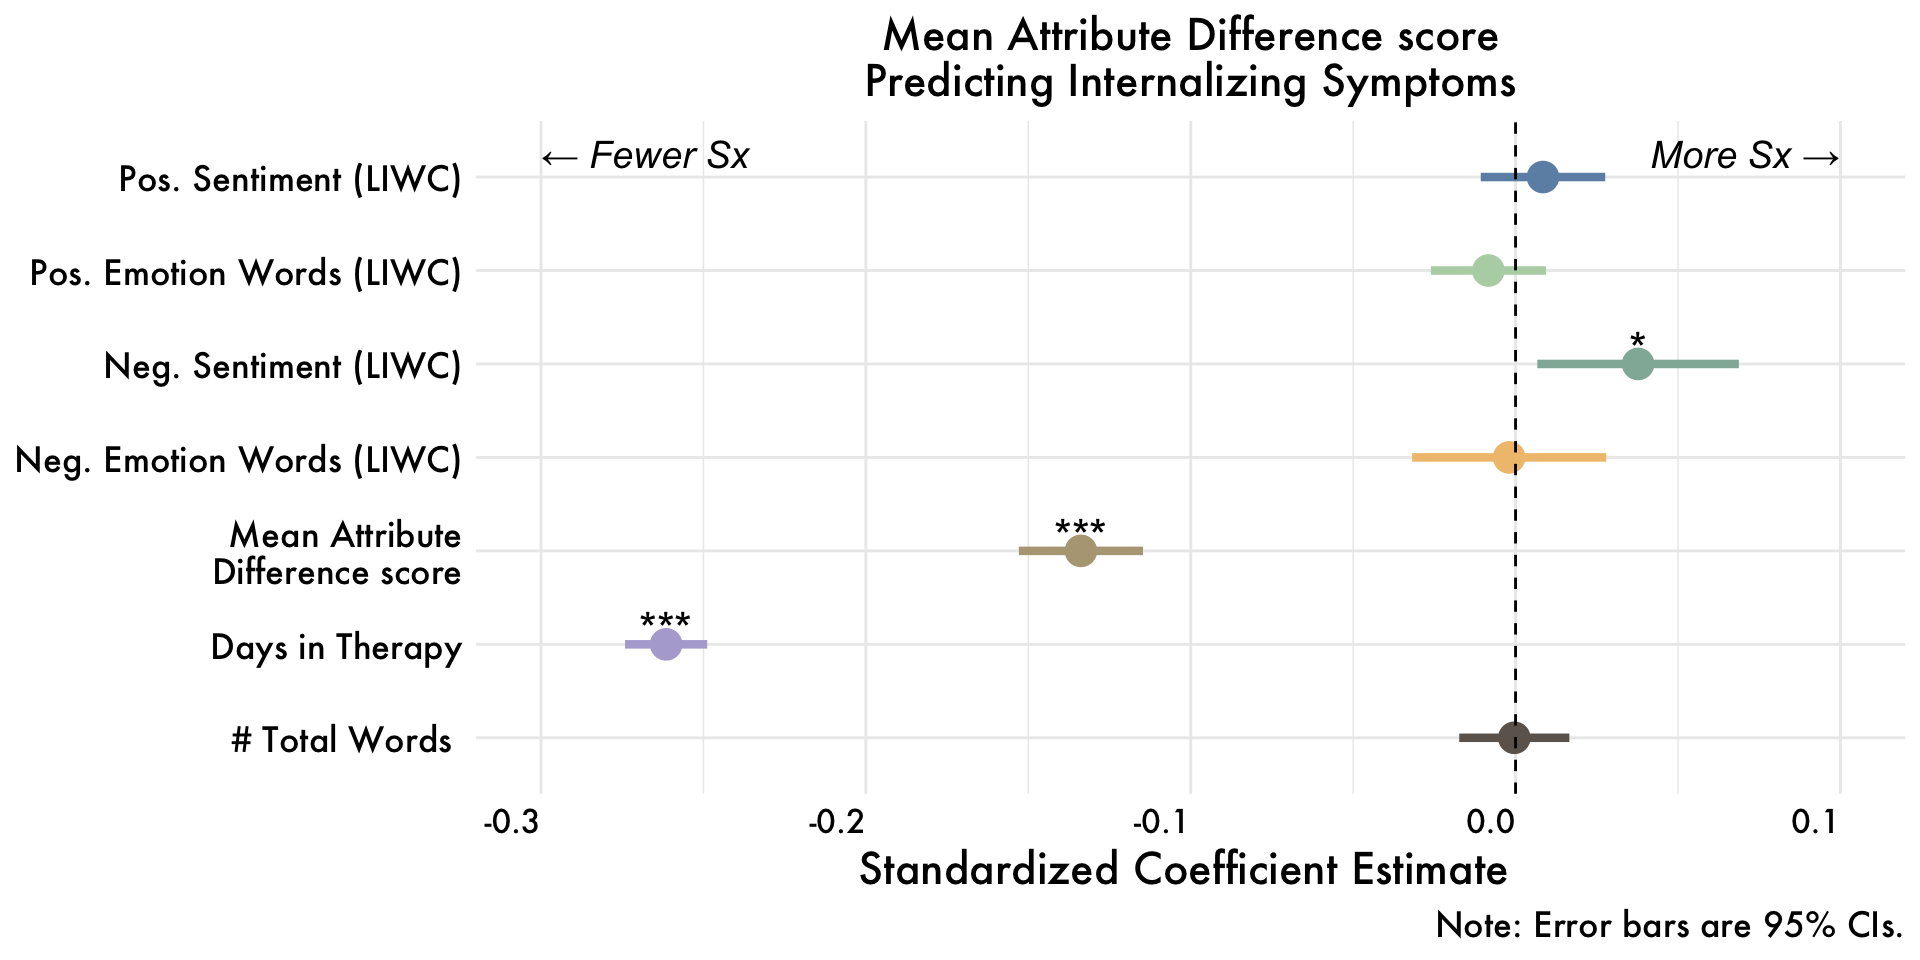 Mean Attribute Difference score
Predicting Internalizing Symptoms
← Fewer Sx
More Sx →
Pos. Sentiment (LIWC)
Pos. Emotion Words (LIWC)
*
Neg. Sentiment (LIWC)
Neg. Emotion Words (LIWC)
***
Mean Attribute
Difference score
***
Days in Therapy
# Total Words
-0.3 -0.2 -0.1 0.0 0.1
Standardized Coefficient Estimate
Note: Error bars are 95% CIs.